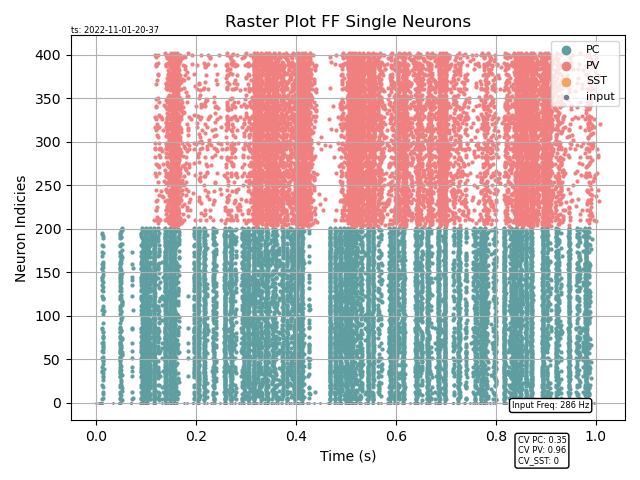 Raster Plot FF Single Neurons
ts: 2022-11-01-20-37
PC
PV
SST
input
Neuron Indicies
400
350
300
250
200
150
100
50
0
Input Freq: 286 Hz
0.0 0.2 0.4 0.6 0.8 1.0
Time (s)
CV PC: 0.35
CV PV: 0.96
CV_SST: 0